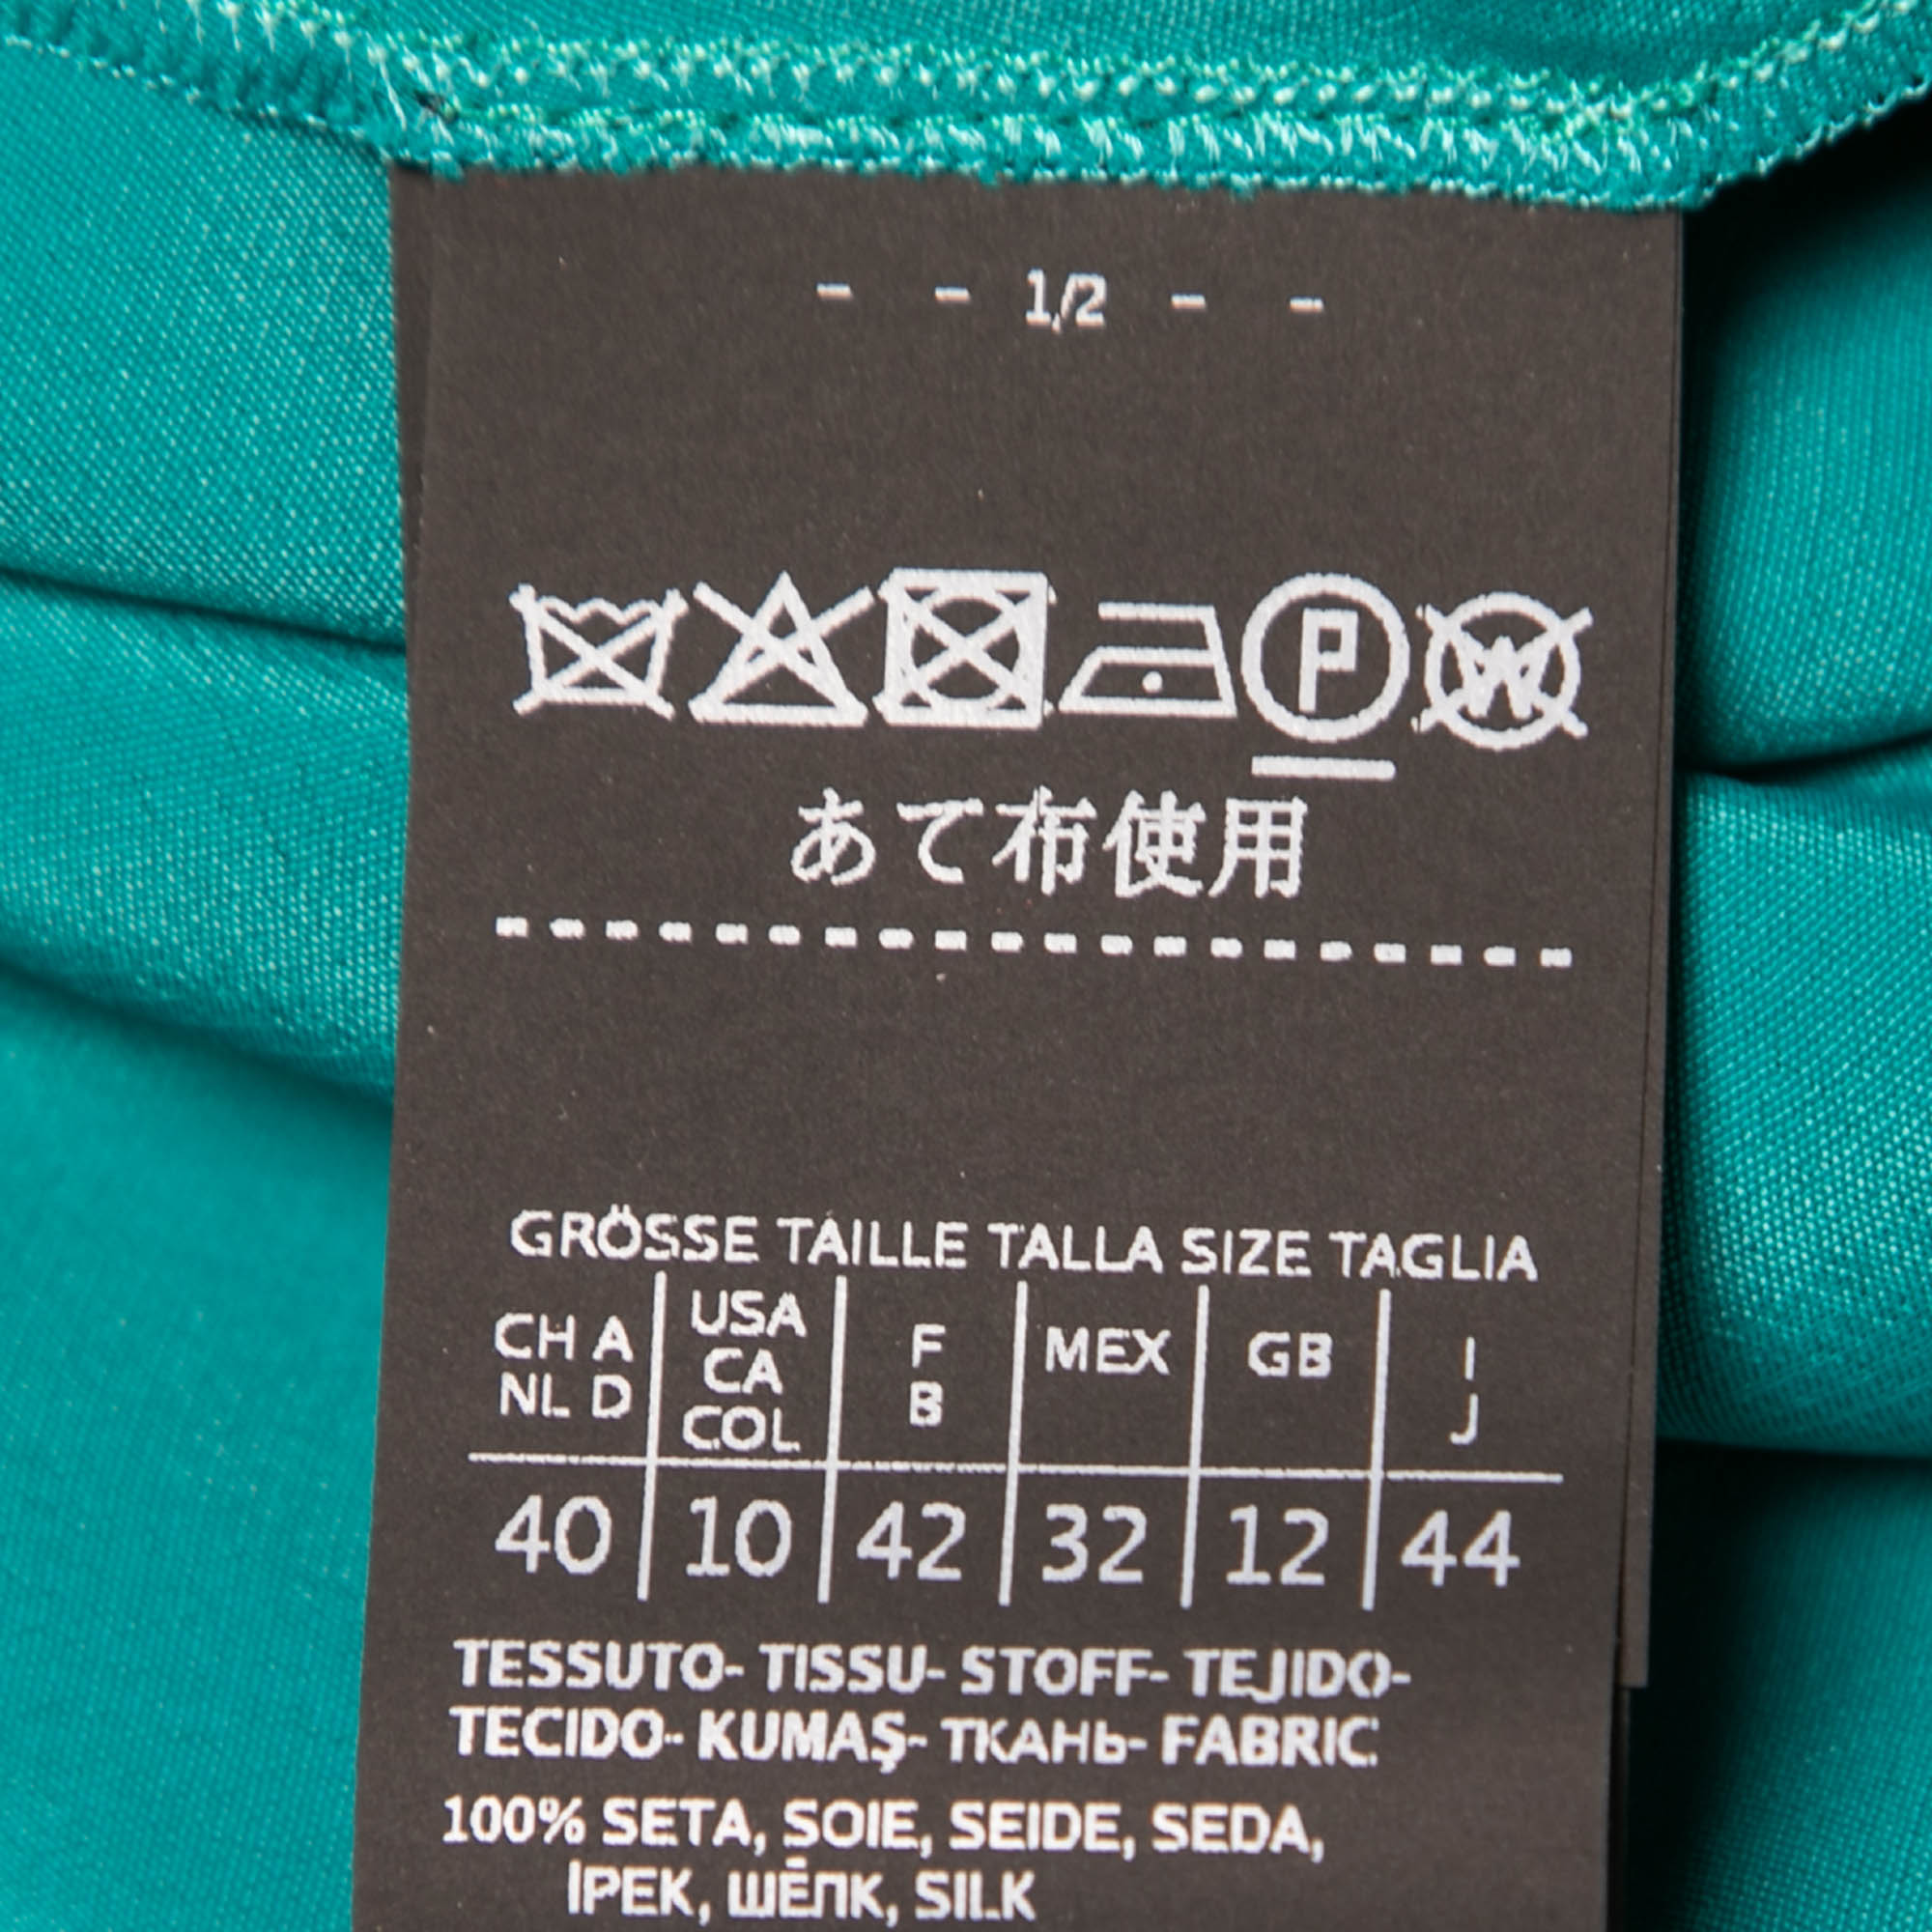 - - 1/2 - -
P W
あて布使用
GRÖSSE TAILLE TALLA SIZE TAGLIA
CH A NL D | USA CA COL | F B | MEX | GB | I J
40 | 10 | 42 | 32 | 12 | 44
TESSUTO- TISSU- STOFF- TEJIDO-
TECIDO- KUMAŞ- ТКАНЬ- FABRIC:
100% SETA, SOIE, SEIDE, SEDA,
İPEK, ШЁЛК, SILK